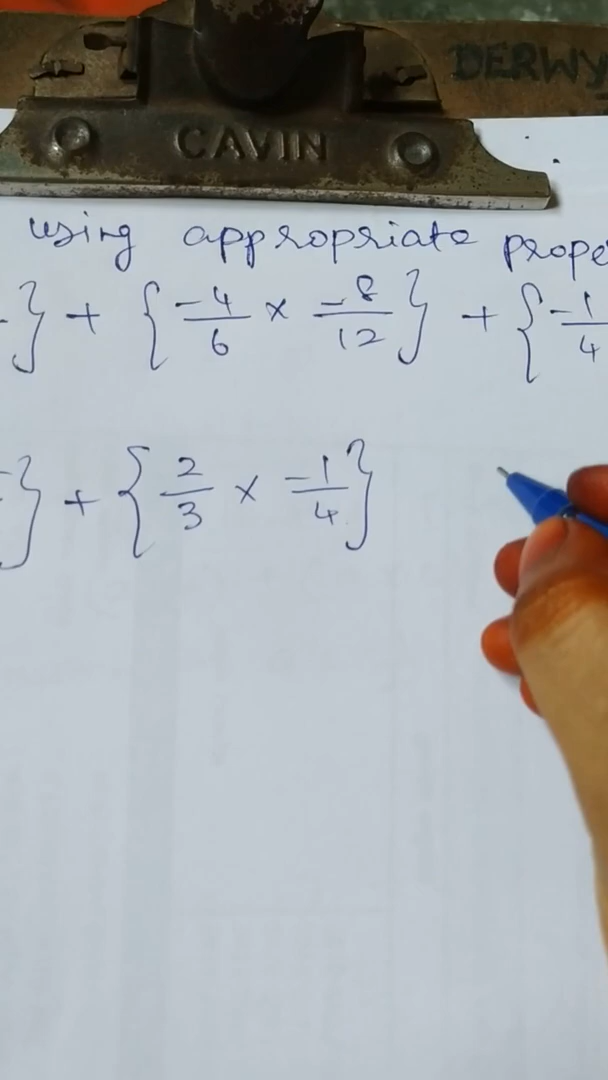 DERWY
CAVIN
using appropriate prope
} + { -4/6 × -8/12 } + { -1/4
} + { 2/3 × -1/4 }